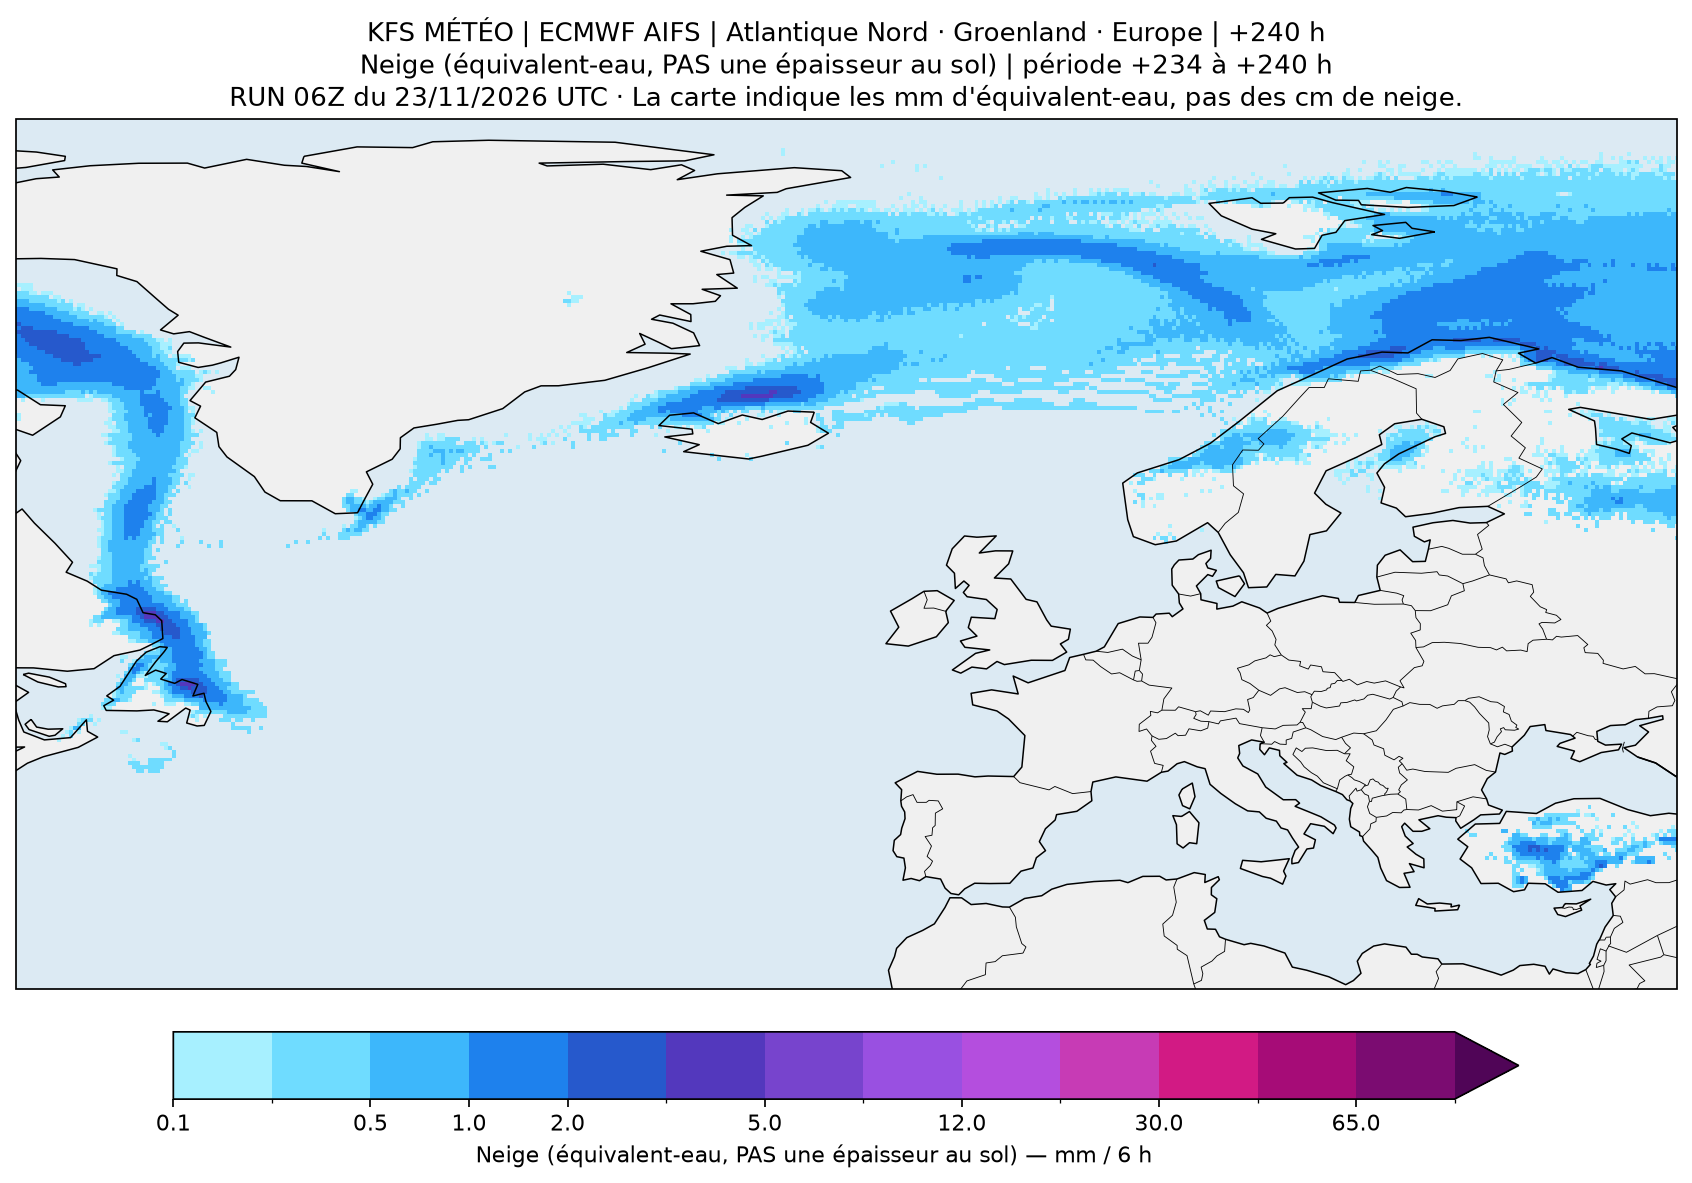 KFS MÉTÉO | ECMWF AIFS | Atlantique Nord · Groenland · Europe | +240 h
Neige (équivalent-eau, PAS une épaisseur au sol) | période +234 à +240 h
RUN 06Z du 23/11/2026 UTC · La carte indique les mm d'équivalent-eau, pas des cm de neige.
0.1 0.5 1.0 2.0 5.0 12.0 30.0 65.0
Neige (équivalent-eau, PAS une épaisseur au sol) — mm / 6 h